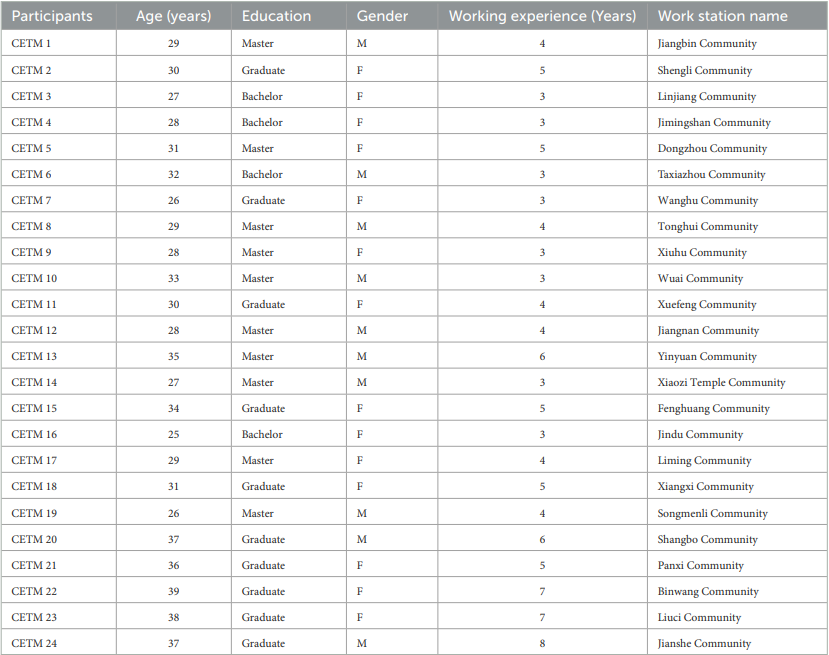 Participants Age (years) Education Gender Working experience (Years) Work station name
CETM 1 29 Master M 4 Jiangbin Community
CETM 2 30 Graduate F 5 Shengli Community
CETM 3 27 Bachelor F 3 Linjiang Community
CETM 4 28 Bachelor F 3 Jimingshan Community
CETM 5 31 Master F 5 Dongzhou Community
CETM 6 32 Bachelor M 3 Taxiazhou Community
CETM 7 26 Graduate F 3 Wanghu Community
CETM 8 29 Master M 4 Tonghui Community
CETM 9 28 Master F 3 Xiuhu Community
CETM 10 33 Master M 3 Wuai Community
CETM 11 30 Graduate F 4 Xuefeng Community
CETM 12 28 Master M 4 Jiangnan Community
CETM 13 35 Master M 6 Yinyuan Community
CETM 14 27 Master M 3 Xiaozi Temple Community
CETM 15 34 Graduate F 5 Fenghuang Community
CETM 16 25 Bachelor F 3 Jindu Community
CETM 17 29 Master F 4 Liming Community
CETM 18 31 Graduate F 5 Xiangxi Community
CETM 19 26 Master M 4 Songmenli Community
CETM 20 37 Graduate M 6 Shangbo Community
CETM 21 36 Graduate F 5 Panxi Community
CETM 22 39 Graduate F 7 Binwang Community
CETM 23 38 Graduate F 7 Liuci Community
CETM 24 37 Graduate M 8 Jianshe Community